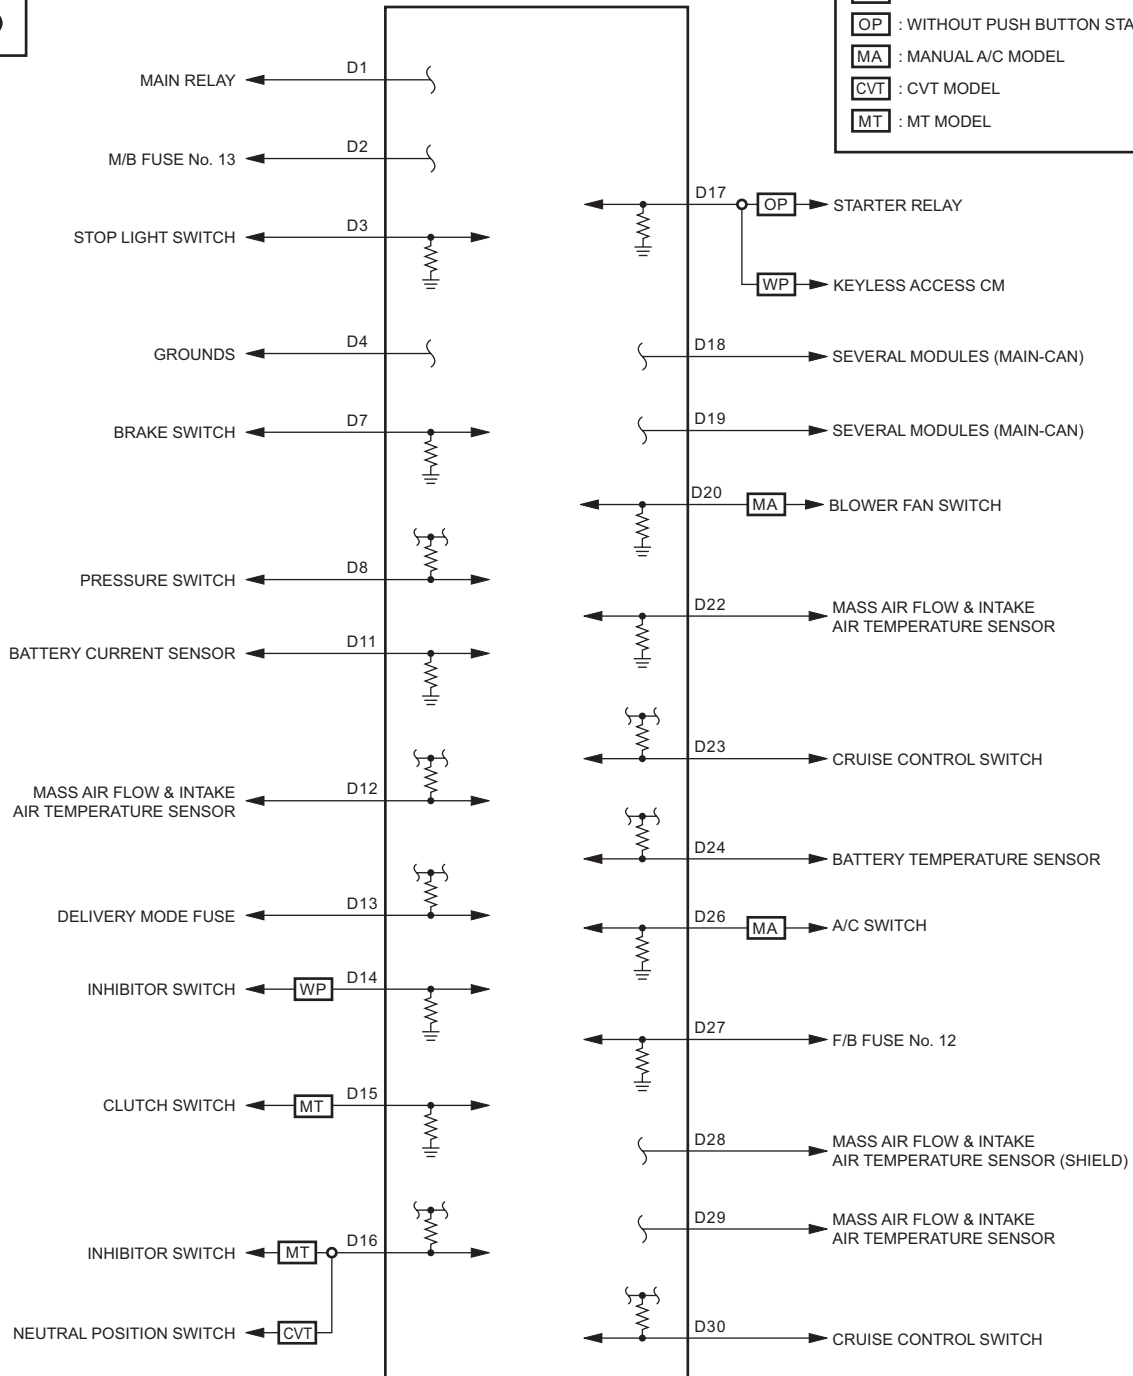 OP : WITHOUT PUSH BUTTON STA
MA : MANUAL A/C MODEL
CVT : CVT MODEL
MT : MT MODEL
MAIN RELAY D1
M/B FUSE No. 13 D2
STOP LIGHT SWITCH D3
GROUNDS D4
BRAKE SWITCH D7
PRESSURE SWITCH D8
BATTERY CURRENT SENSOR D11
MASS AIR FLOW & INTAKE
AIR TEMPERATURE SENSOR
D12
DELIVERY MODE FUSE D13
INHIBITOR SWITCH WP D14
CLUTCH SWITCH MT D15
INHIBITOR SWITCH MT D16
NEUTRAL POSITION SWITCH CVT
D17 OP STARTER RELAY
WP KEYLESS ACCESS CM
D18 SEVERAL MODULES (MAIN-CAN)
D19 SEVERAL MODULES (MAIN-CAN)
D20 MA BLOWER FAN SWITCH
D22 MASS AIR FLOW & INTAKE
AIR TEMPERATURE SENSOR
D23 CRUISE CONTROL SWITCH
D24 BATTERY TEMPERATURE SENSOR
D26 MA A/C SWITCH
D27 F/B FUSE No. 12
D28 MASS AIR FLOW & INTAKE
AIR TEMPERATURE SENSOR (SHIELD)
D29 MASS AIR FLOW & INTAKE
AIR TEMPERATURE SENSOR
D30 CRUISE CONTROL SWITCH